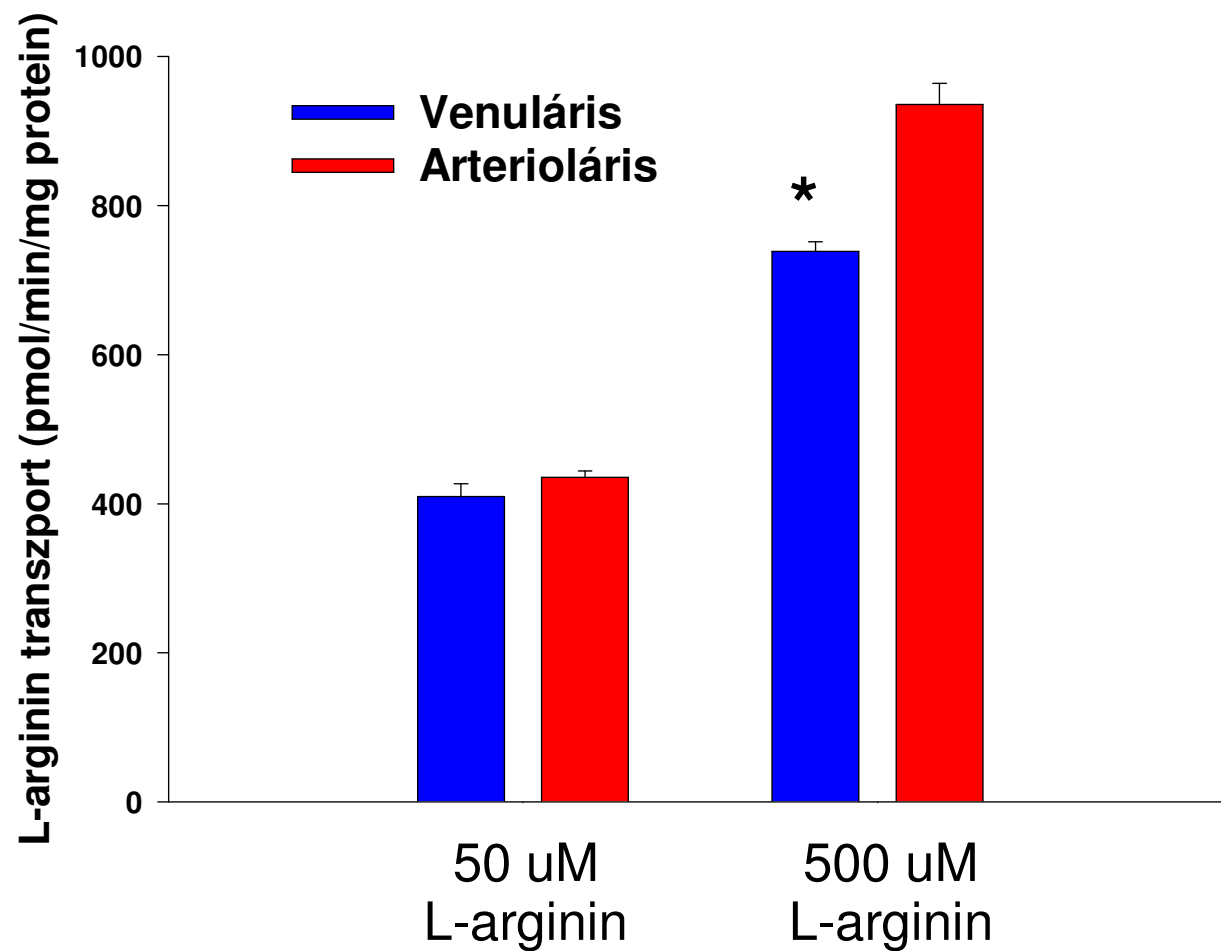 L-arginin transzport (pmol/min/mg protein)
1000
800
600
400
200
0
Venuláris
Arterioláris
*
50 uM
L-arginin
500 uM
L-arginin